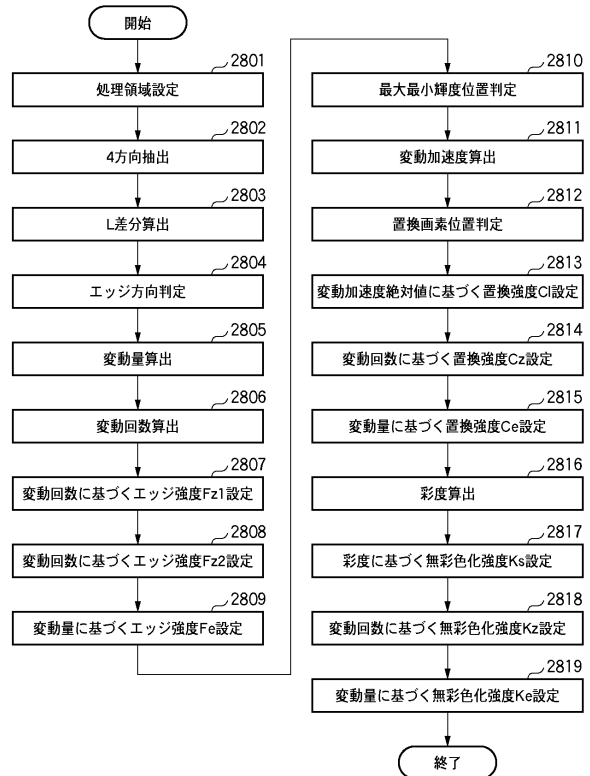 開始
2801
処理領域設定
2802
4方向抽出
2803
L差分算出
2804
エッジ方向判定
2805
変動量算出
2806
変動回数算出
2807
変動回数に基づくエッジ強度Fz1設定
2808
変動回数に基づくエッジ強度Fz2設定
2809
変動量に基づくエッジ強度Fe設定
2810
最大最小輝度位置判定
2811
変動加速度算出
2812
置換画素位置判定
2813
変動加速度絶対値に基づく置換強度Cl設定
2814
変動回数に基づく置換強度Cz設定
2815
変動量に基づく置換強度Ce設定
2816
彩度算出
2817
彩度に基づく無彩色化強度Ks設定
2818
変動回数に基づく無彩色化強度Kz設定
2819
変動量に基づく無彩色化強度Ke設定
終了